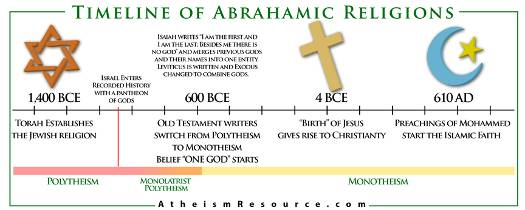 Timeline of Abrahamic Religions
Isaiah writes "I am the first and
I am the last; Besides me there is
no god" and merges previous gods
and their names into one entity.
Leviticus is written and Exodus
changed to combine gods.
Israel Enters
Recorded History
with a pantheon
of gods
1,400 BCE
600 BCE
4 BCE
610 AD
Torah Establishes
the Jewish religion
Old Testament writers
switch from Polytheism
to Monotheism
Belief "ONE GOD" starts
"Birth" of Jesus
gives rise to Christianty
Preachings of Mohammed
start the Islamic Faith
Polytheism
Monolatrist
Polytheism
Monotheism
AtheismResource.com